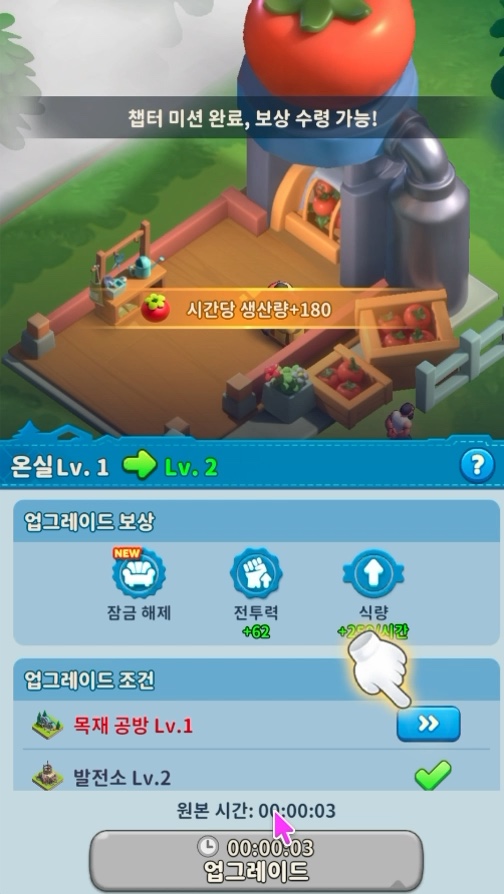 챕터 미션 완료, 보상 수령 가능!
시간당 생산량+180
온실Lv. 1
Lv. 2
?
업그레이드 보상
NEW
잠금 해제
전투력
식량
+62
업그레이드 조건
목재 공방 Lv.1
발전소 Lv.2
원본 시간: 00:00:03
00:00:03
업그레이드